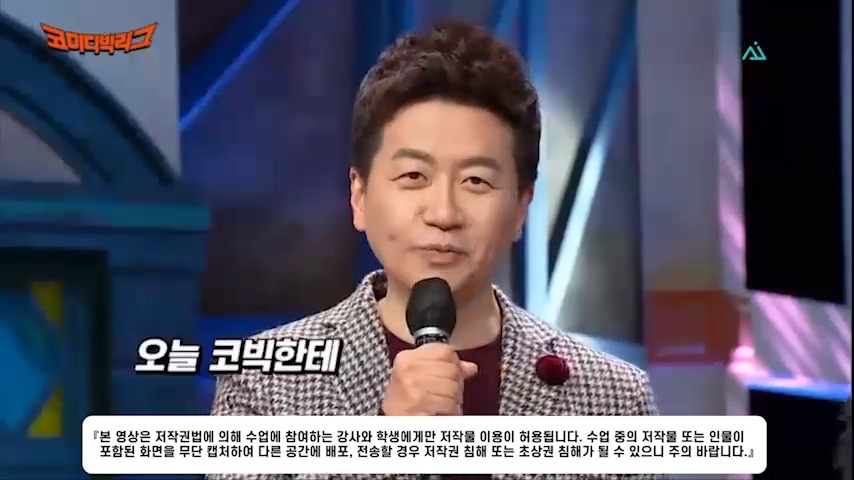 코미디빅리그
오늘 코빅한테
『본 영상은 저작권법에 의해 수업에 참여하는 강사와 학생에게만 저작물 이용이 허용됩니다. 수업 중의 저작물 또는 인물이
포함된 화면을 무단 캡처하여 다른 공간에 배포, 전송할 경우 저작권 침해 또는 초상권 침해가 될 수 있으니 주의 바랍니다.』